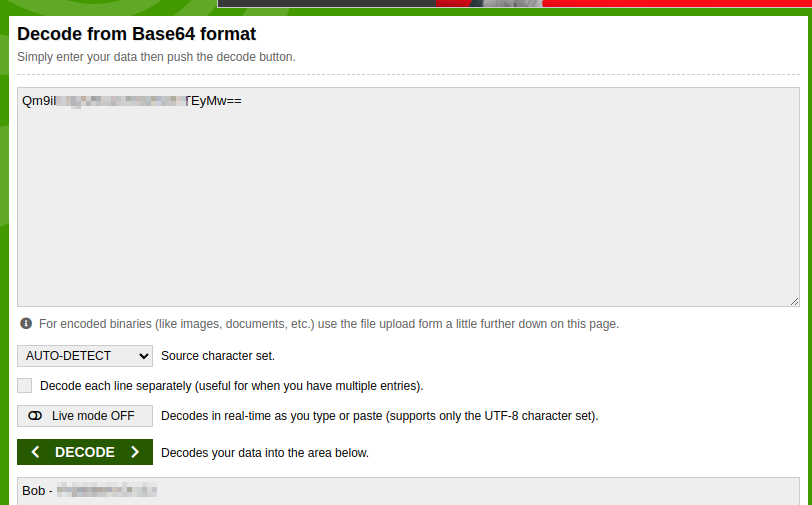 Decode from Base64 format
Simply enter your data then push the decode button.
Qm9i TEyMw==
For encoded binaries (like images, documents, etc.) use the file upload form a little further down on this page.
AUTO-DETECT Source character set.
Decode each line separately (useful for when you have multiple entries).
Live mode OFF Decodes in real-time as you type or paste (supports only the UTF-8 character set).
< DECODE > Decodes your data into the area below.
Bob -